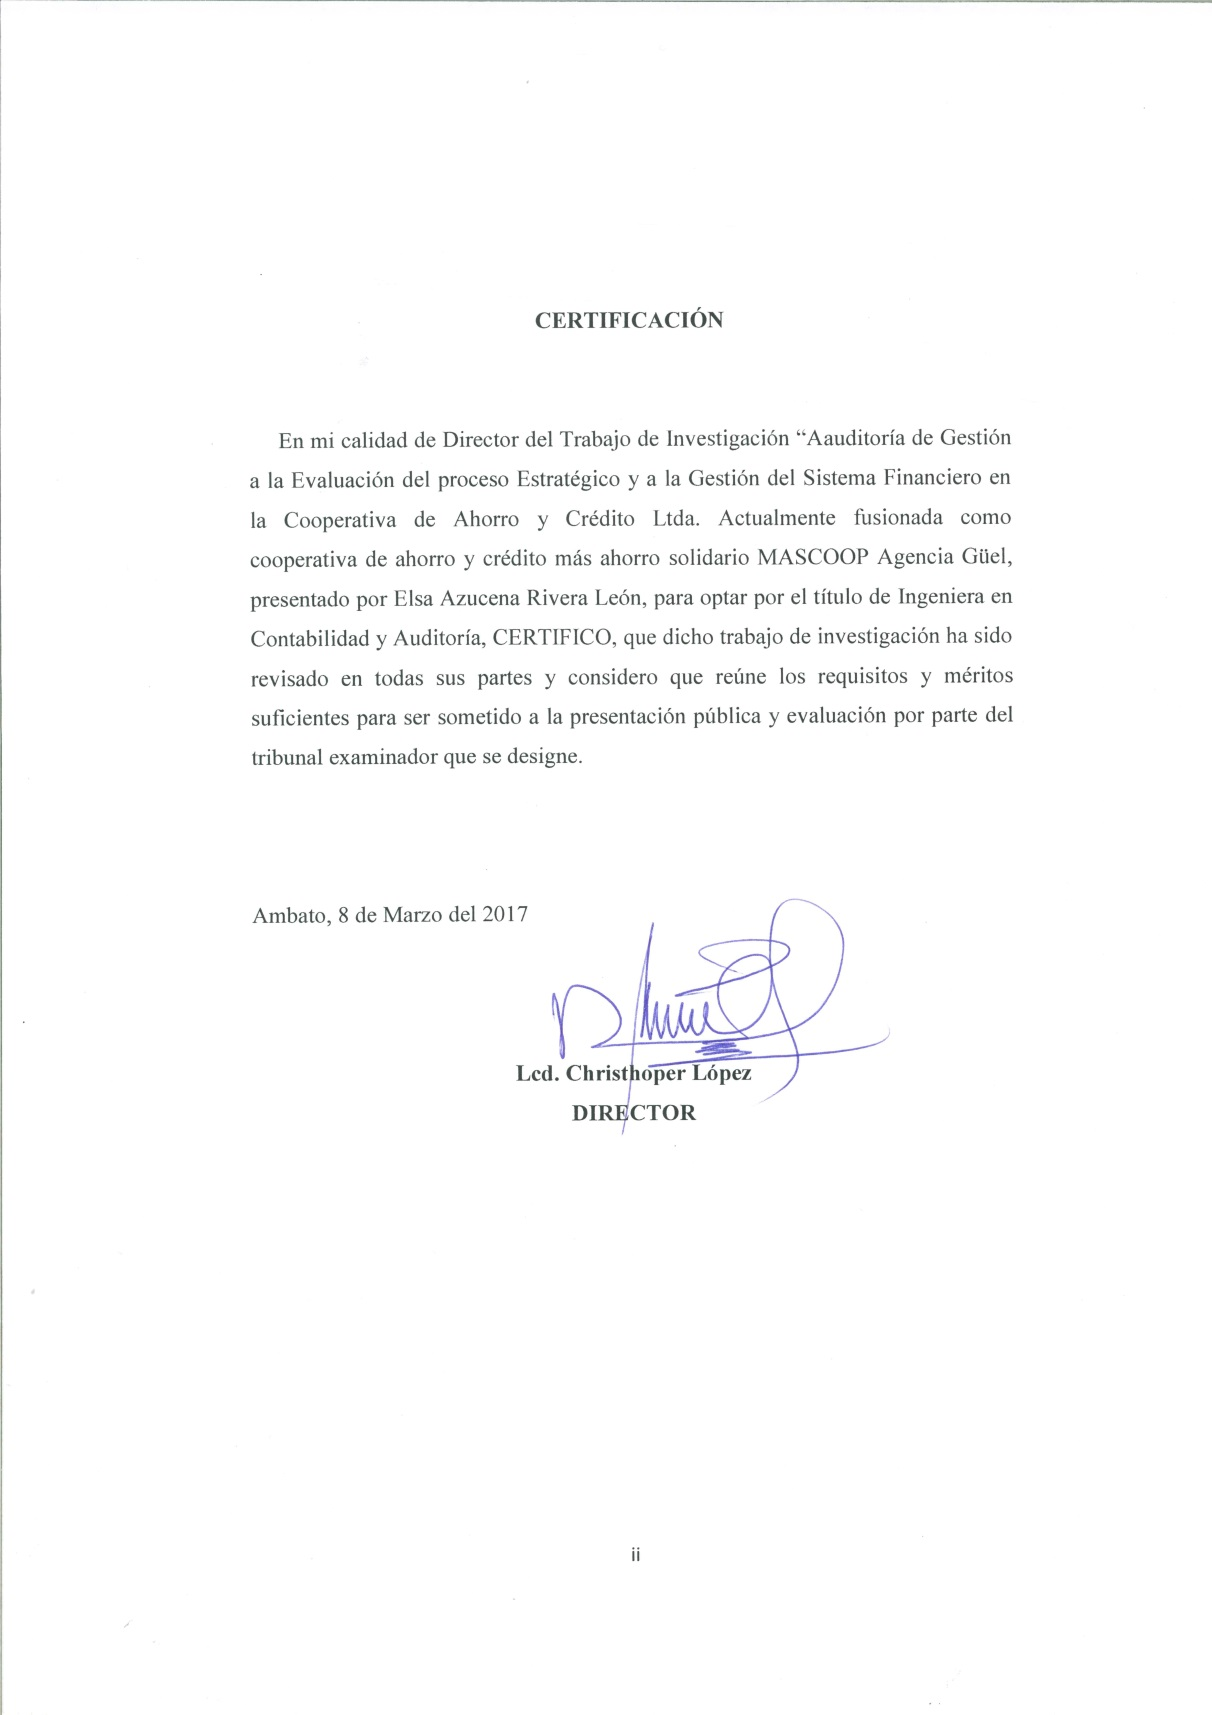 CERTIFICACIÓN
En mi calidad de Director del Trabajo de Investigación “Aauditoría de Gestión
a la Evaluación del proceso Estratégico y a la Gestión del Sistema Financiero en
la Cooperativa de Ahorro y Crédito Ltda. Actualmente fusionada como
cooperativa de ahorro y crédito más ahorro solidario MASCOOP Agencia Güel,
presentado por Elsa Azucena Rivera León, para optar por el título de Ingeniera en
Contabilidad y Auditoría, CERTIFICO, que dicho trabajo de investigación ha sido
revisado en todas sus partes y considero que reúne los requisitos y méritos
suficientes para ser sometido a la presentación pública y evaluación por parte del
tribunal examinador que se designe.
Ambato, 8 de Marzo del 2017
Lcd. Christhoper López
DIRECTOR
ii